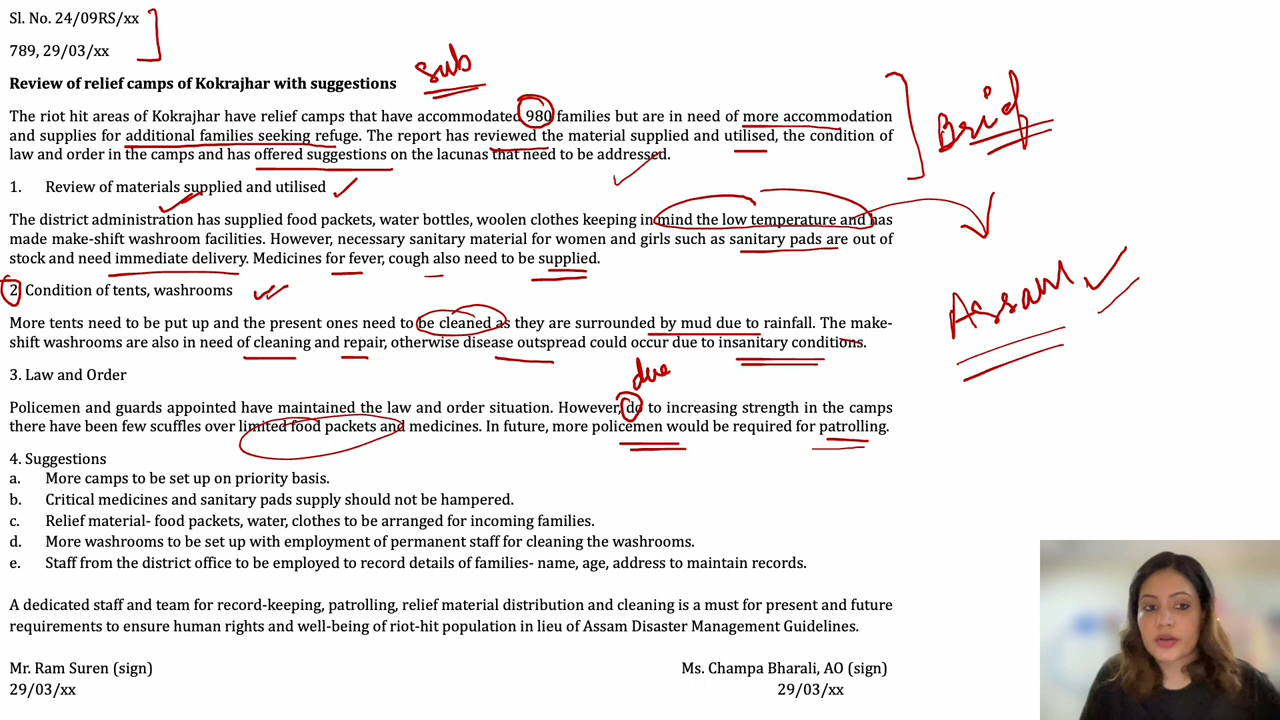 Sl. No. 24/09RS/xx
789, 29/03/xx
Review of relief camps of Kokrajhar with suggestions
sub
The riot hit areas of Kokrajhar have relief camps that have accommodated 980 families but are in need of more accommodation
and supplies for additional families seeking refuge. The report has reviewed the material supplied and utilised, the condition of
law and order in the camps and has offered suggestions on the lacunas that need to be addressed.
Brief
1. Review of materials supplied and utilised
The district administration has supplied food packets, water bottles, woolen clothes keeping in mind the low temperature and has
made make-shift washroom facilities. However, necessary sanitary material for women and girls such as sanitary pads are out of
stock and need immediate delivery. Medicines for fever, cough also need to be supplied.
2 Condition of tents, washrooms
Assam
More tents need to be put up and the present ones need to be cleaned as they are surrounded by mud due to rainfall. The make-
shift washrooms are also in need of cleaning and repair, otherwise disease outspread could occur due to insanitary conditions.
3. Law and Order
due
Policemen and guards appointed have maintained the law and order situation. However, do to increasing strength in the camps
there have been few scuffles over limited food packets and medicines. In future, more policemen would be required for patrolling.
4. Suggestions
a. More camps to be set up on priority basis.
b. Critical medicines and sanitary pads supply should not be hampered.
c. Relief material- food packets, water, clothes to be arranged for incoming families.
d. More washrooms to be set up with employment of permanent staff for cleaning the washrooms.
e. Staff from the district office to be employed to record details of families- name, age, address to maintain records.
A dedicated staff and team for record-keeping, patrolling, relief material distribution and cleaning is a must for present and future
requirements to ensure human rights and well-being of riot-hit population in lieu of Assam Disaster Management Guidelines.
Mr. Ram Suren (sign) Ms. Champa Bharali, AO (sign)
29/03/xx 29/03/xx